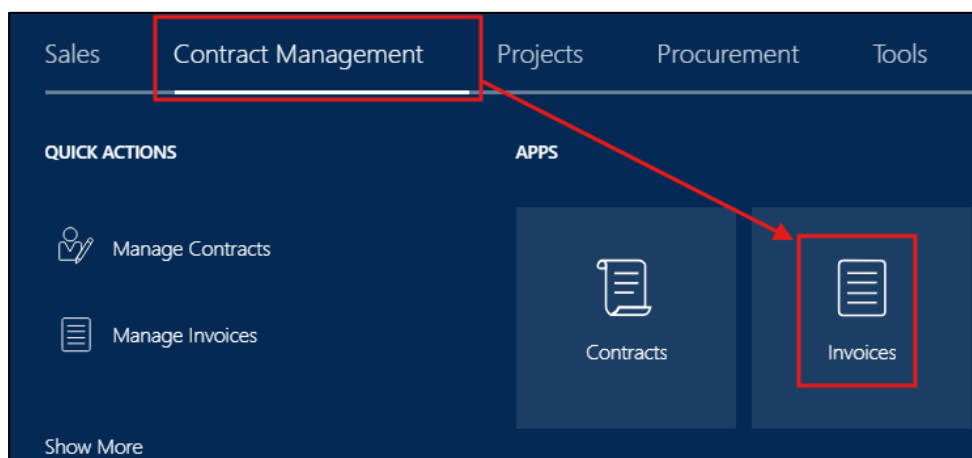 Sales Contract Management Projects Procurement Tools
QUICK ACTIONS
Manage Contracts
Manage Invoices
Show More
APPS
Contracts
Invoices